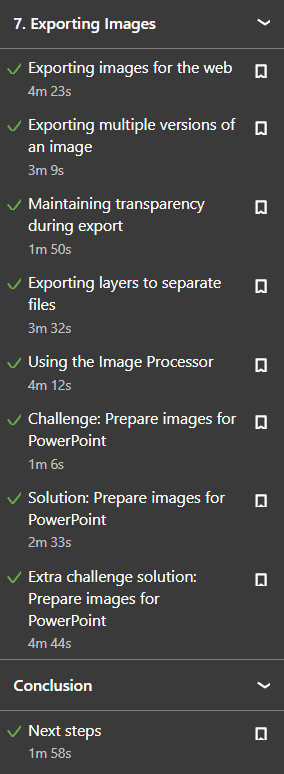 7. Exporting Images
Exporting images for the web
4m 23s
Exporting multiple versions of
an image
3m 9s
Maintaining transparency
during export
1m 50s
Exporting layers to separate
files
3m 32s
Using the Image Processor
4m 12s
Challenge: Prepare images for
PowerPoint
1m 6s
Solution: Prepare images for
PowerPoint
2m 33s
Extra challenge solution:
Prepare images for
PowerPoint
4m 44s
Conclusion
Next steps
1m 58s